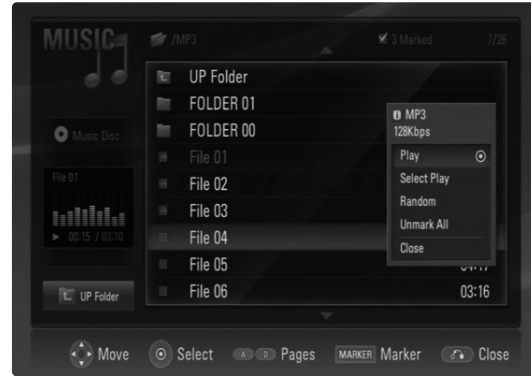 MUSIC
/MP3
3 Marked
7/26
UP Folder
FOLDER 01
FOLDER 00
Music Disc
File 01
File 01
File 02
File 03
00:15 / 03:10
File 04
File 05
UP Folder
File 06
03:16
MP3
128Kbps
Play
Select Play
Random
Unmark All
Close
Move
Select
A D Pages
MARKER Marker
Close